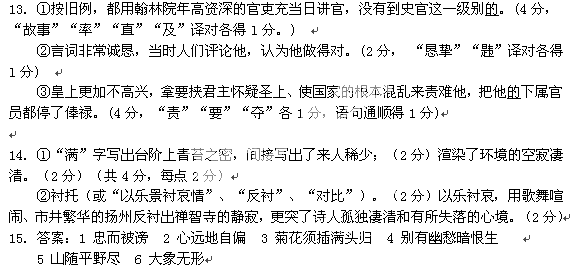 13. ①按旧例，都用翰林院年高资深的官吏充当日讲官，没有到史官这一级别的。(4分，
“故事”“率”“直”“及”译对各得1分。)
②言词非常诚恳，当时人们评论他，认为他做得对。(2分， “恳挚”“韪”译对各得
1分)
③皇上更加不高兴，拿要挟君主怀疑圣上、使国家的根本混乱来责难他，把他的下属官
员都停了俸禄。(4分，“责”“要”“夺”各1分，语句通顺得1分)
14. ①“满”字写出台阶上青苔之密，间接写出了来人稀少；(2分)渲染了环境的空寂凄
清。(2分)（共4分，每点2分）
②衬托（或“以乐景衬哀情”、“反衬”、“对比”）。(2分)以乐衬哀，用歌舞喧
闹、市井繁华的扬州反衬出禅智寺的静寂，更突了诗人孤独凄清和有所失落的心境。(2分)
15. 答案：1 忠而被谤 2 心远地自偏 3 菊花须插满头归 4 别有幽愁暗恨生
5 山随平野尽 6 大象无形